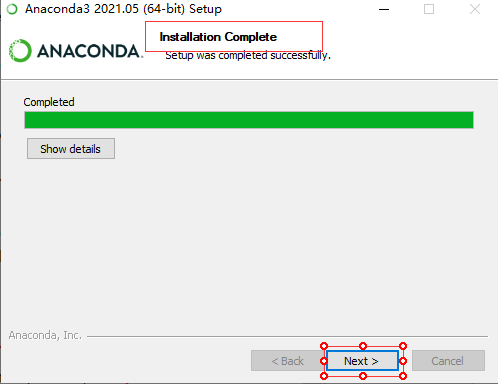 Anaconda3 2021.05 (64-bit) Setup
Installation Complete
ANACONDA.
Setup was completed successfully.
Completed
Show details
Anaconda, Inc.
< Back Next > Cancel